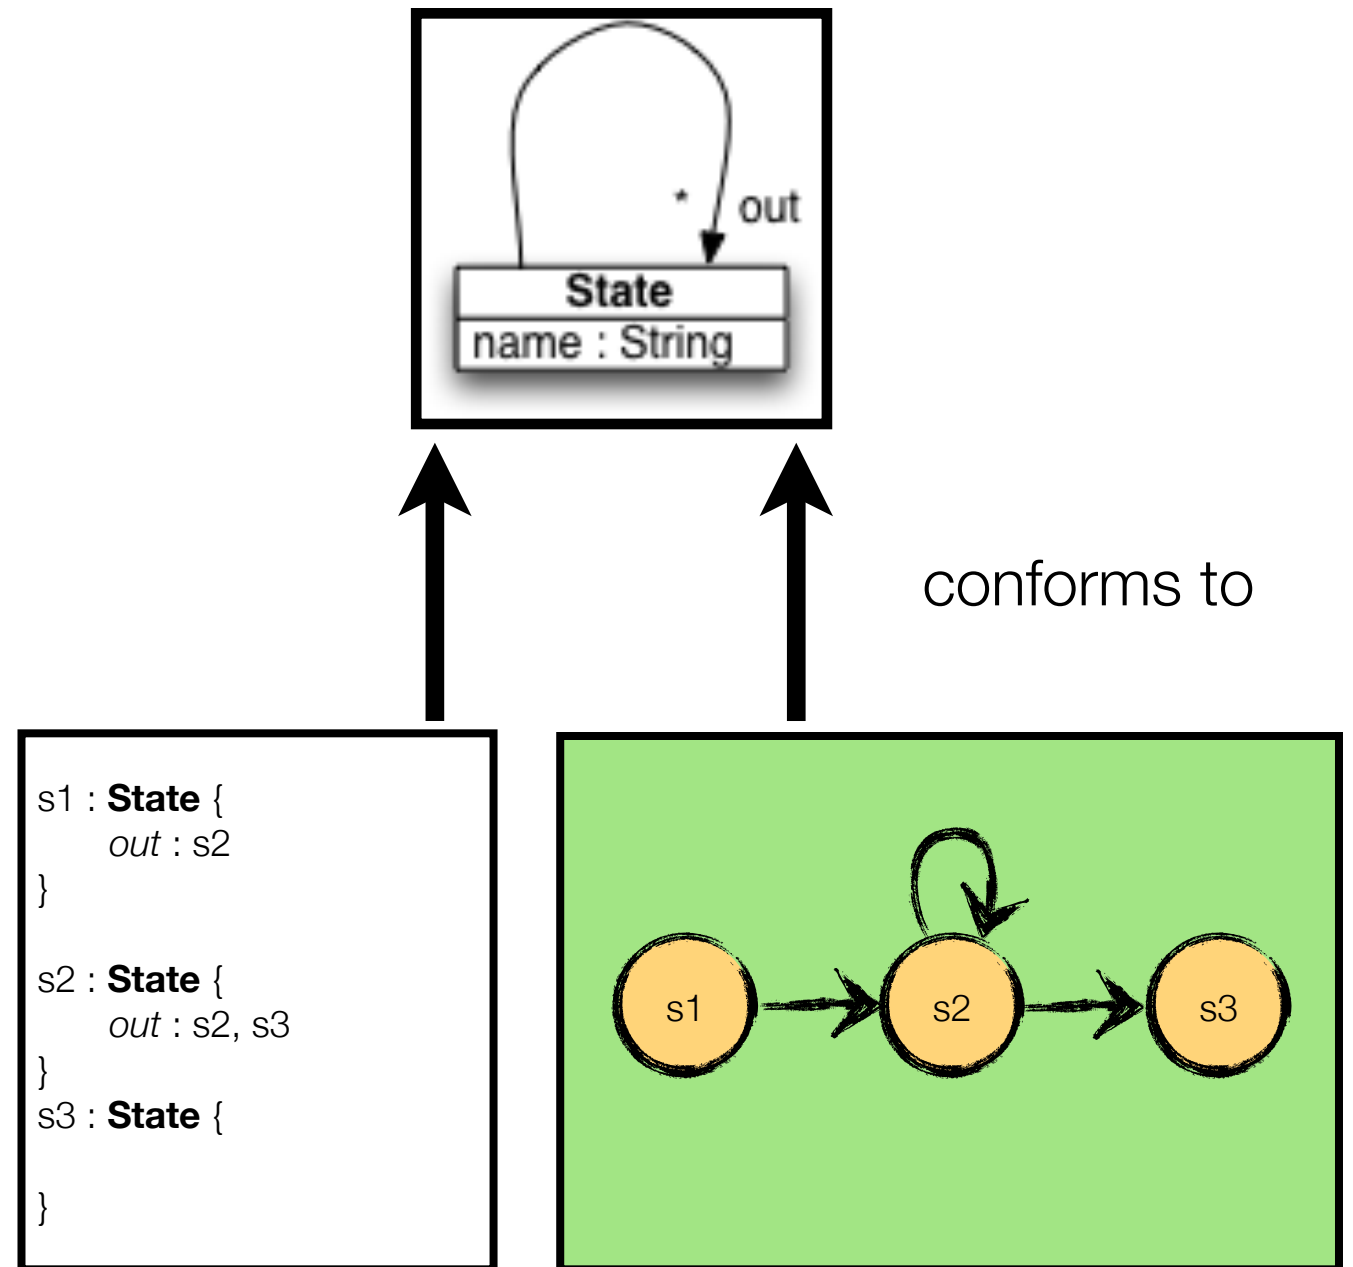 * out
State
name : String
conforms to
s1 : State {
out : s2
}
s2 : State {
out : s2, s3
}
s3 : State {
}
s1 s2 s3